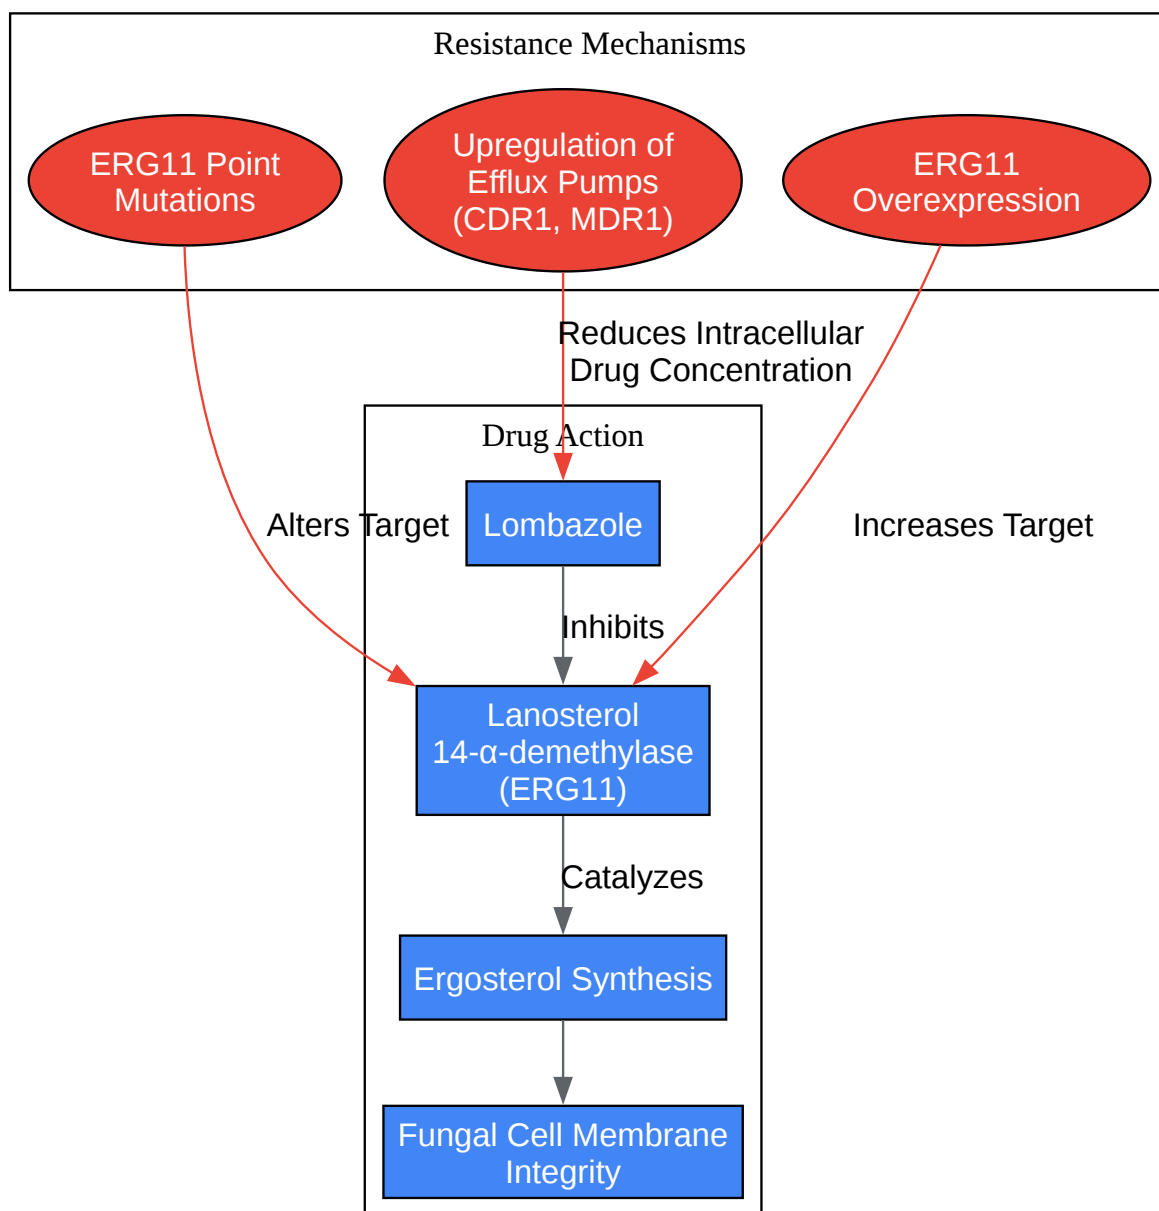 Resistance Mechanisms
ERG11 Point
Mutations
Upregulation of
Efflux Pumps
(CDR1, MDR1)
ERG11
Overexpression
Reduces Intracellular
Drug Concentration
Drug Action
Lombazole
Alters Target
Increases Target
Inhibits
Lanosterol
14-α-demethylase
(ERG11)
Catalyzes
Ergosterol Synthesis
Fungal Cell Membrane
Integrity